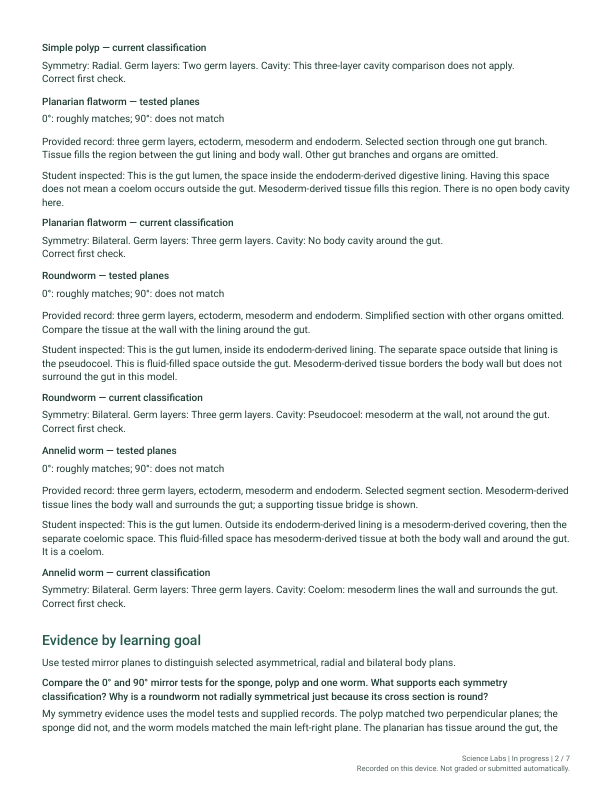 Simple polyp — current classification
Symmetry: Radial. Germ layers: Two germ layers. Cavity: This three-layer cavity comparison does not apply.
Correct first check.
Planarian flatworm — tested planes
0°: roughly matches; 90°: does not match
Provided record: three germ layers, ectoderm, mesoderm and endoderm. Selected section through one gut branch.
Tissue fills the region between the gut lining and body wall. Other gut branches and organs are omitted.
Student inspected: This is the gut lumen, the space inside the endoderm-derived digestive lining. Having this space
does not mean a coelom occurs outside the gut. Mesoderm-derived tissue fills this region. There is no open body cavity
here.
Planarian flatworm — current classification
Symmetry: Bilateral. Germ layers: Three germ layers. Cavity: No body cavity around the gut.
Correct first check.
Roundworm — tested planes
0°: roughly matches; 90°: does not match
Provided record: three germ layers, ectoderm, mesoderm and endoderm. Simplified section with other organs omitted.
Compare the tissue at the wall with the lining around the gut.
Student inspected: This is the gut lumen, inside its endoderm-derived lining. The separate space outside that lining is
the pseudocoel. This is fluid-filled space outside the gut. Mesoderm-derived tissue borders the body wall but does not
surround the gut in this model.
Roundworm — current classification
Symmetry: Bilateral. Germ layers: Three germ layers. Cavity: Pseudocoel: mesoderm at the wall, not around the gut.
Correct first check.
Annelid worm — tested planes
0°: roughly matches; 90°: does not match
Provided record: three germ layers, ectoderm, mesoderm and endoderm. Selected segment section. Mesoderm-derived
tissue lines the body wall and surrounds the gut; a supporting tissue bridge is shown.
Student inspected: This is the gut lumen. Outside its endoderm-derived lining is a mesoderm-derived covering, then the
separate coelomic space. This fluid-filled space has mesoderm-derived tissue at both the body wall and around the gut.
It is a coelom.
Annelid worm — current classification
Symmetry: Bilateral. Germ layers: Three germ layers. Cavity: Coelom: mesoderm lines the wall and surrounds the gut.
Correct first check.
Evidence by learning goal
Use tested mirror planes to distinguish selected asymmetrical, radial and bilateral body plans.
Compare the 0° and 90° mirror tests for the sponge, polyp and one worm. What supports each symmetry
classification? Why is a roundworm not radially symmetrical just because its cross section is round?
My symmetry evidence uses the model tests and supplied records. The polyp matched two perpendicular planes; the
sponge did not, and the worm models matched the main left-right plane. The planarian has tissue around the gut, the
Science Labs | In progress | 2 / 7
Recorded on this device. Not graded or submitted automatically.